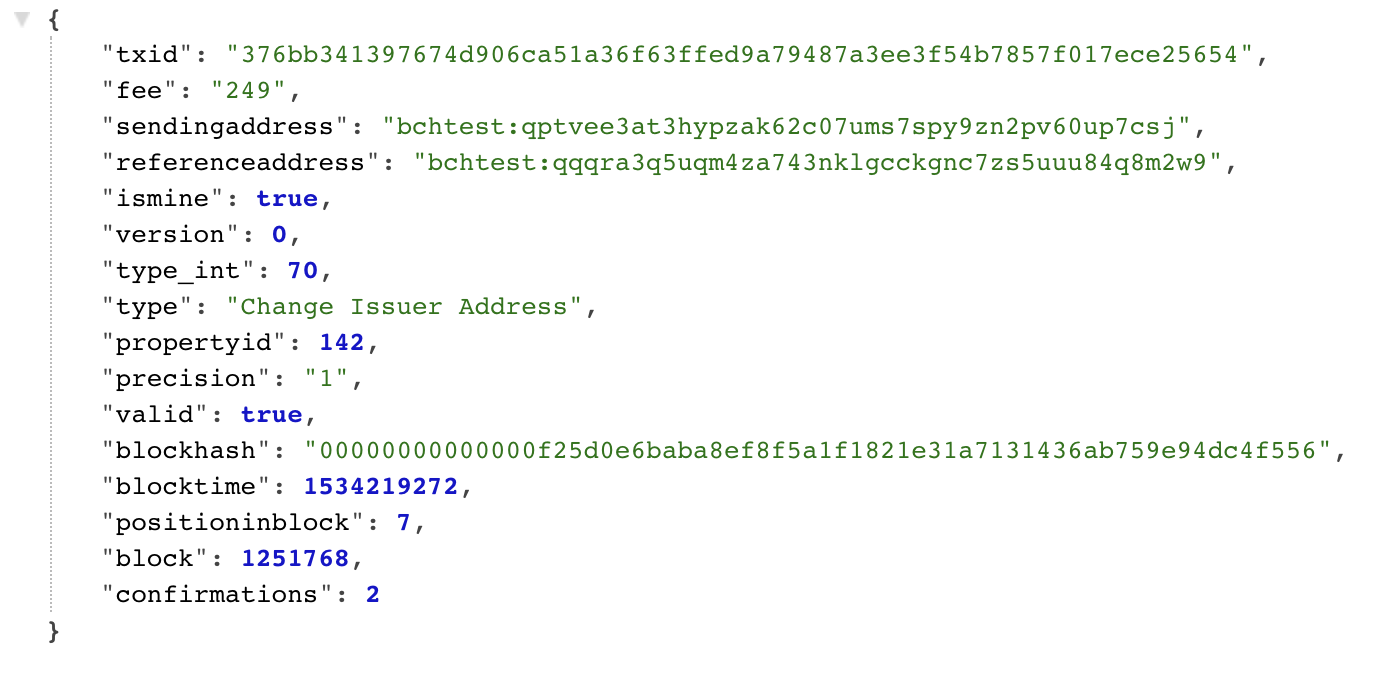 {
"txid": "376bb341397674d906ca51a36f63ffed9a79487a3ee3f54b7857f017ece25654",
"fee": "249",
"sendingaddress": "bchtest:qptvee3at3hypzak62c07ums7spy9zn2pv60up7csj",
"referenceaddress": "bchtest:qqqra3q5uqm4za743nklgcckgnc7zs5uuu84q8m2w9",
"ismine": true,
"version": 0,
"type_int": 70,
"type": "Change Issuer Address",
"propertyid": 142,
"precision": "1",
"valid": true,
"blockhash": "00000000000000f25d0e6baba8ef8f5a1f1821e31a7131436ab759e94dc4f556",
"blocktime": 1534219272,
"positioninblock": 7,
"block": 1251768,
"confirmations": 2
}